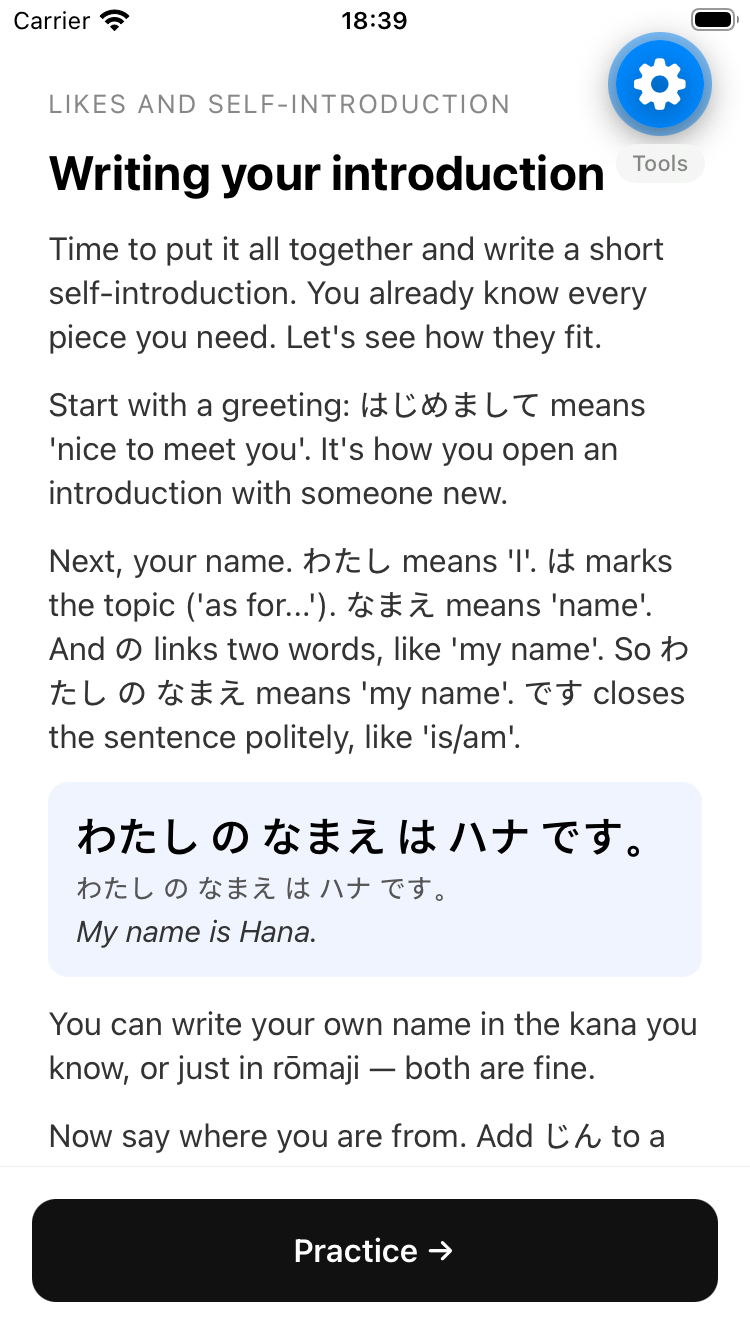 Carrier
18:39
LIKES AND SELF-INTRODUCTION
Tools
Writing your introduction
Time to put it all together and write a short
self-introduction. You already know every
piece you need. Let's see how they fit.
Start with a greeting: はじめまして means
'nice to meet you'. It's how you open an
introduction with someone new.
Next, your name. わたし means 'I'. は marks
the topic ('as for...'). なまえ means 'name'.
And の links two words, like 'my name'. So わ
たし の なまえ means 'my name'. です closes
the sentence politely, like 'is/am'.
わたし の なまえ は ハナ です。
わたし の なまえ は ハナ です。
My name is Hana.
You can write your own name in the kana you
know, or just in rōmaji — both are fine.
Now say where you are from. Add じん to a
Practice →